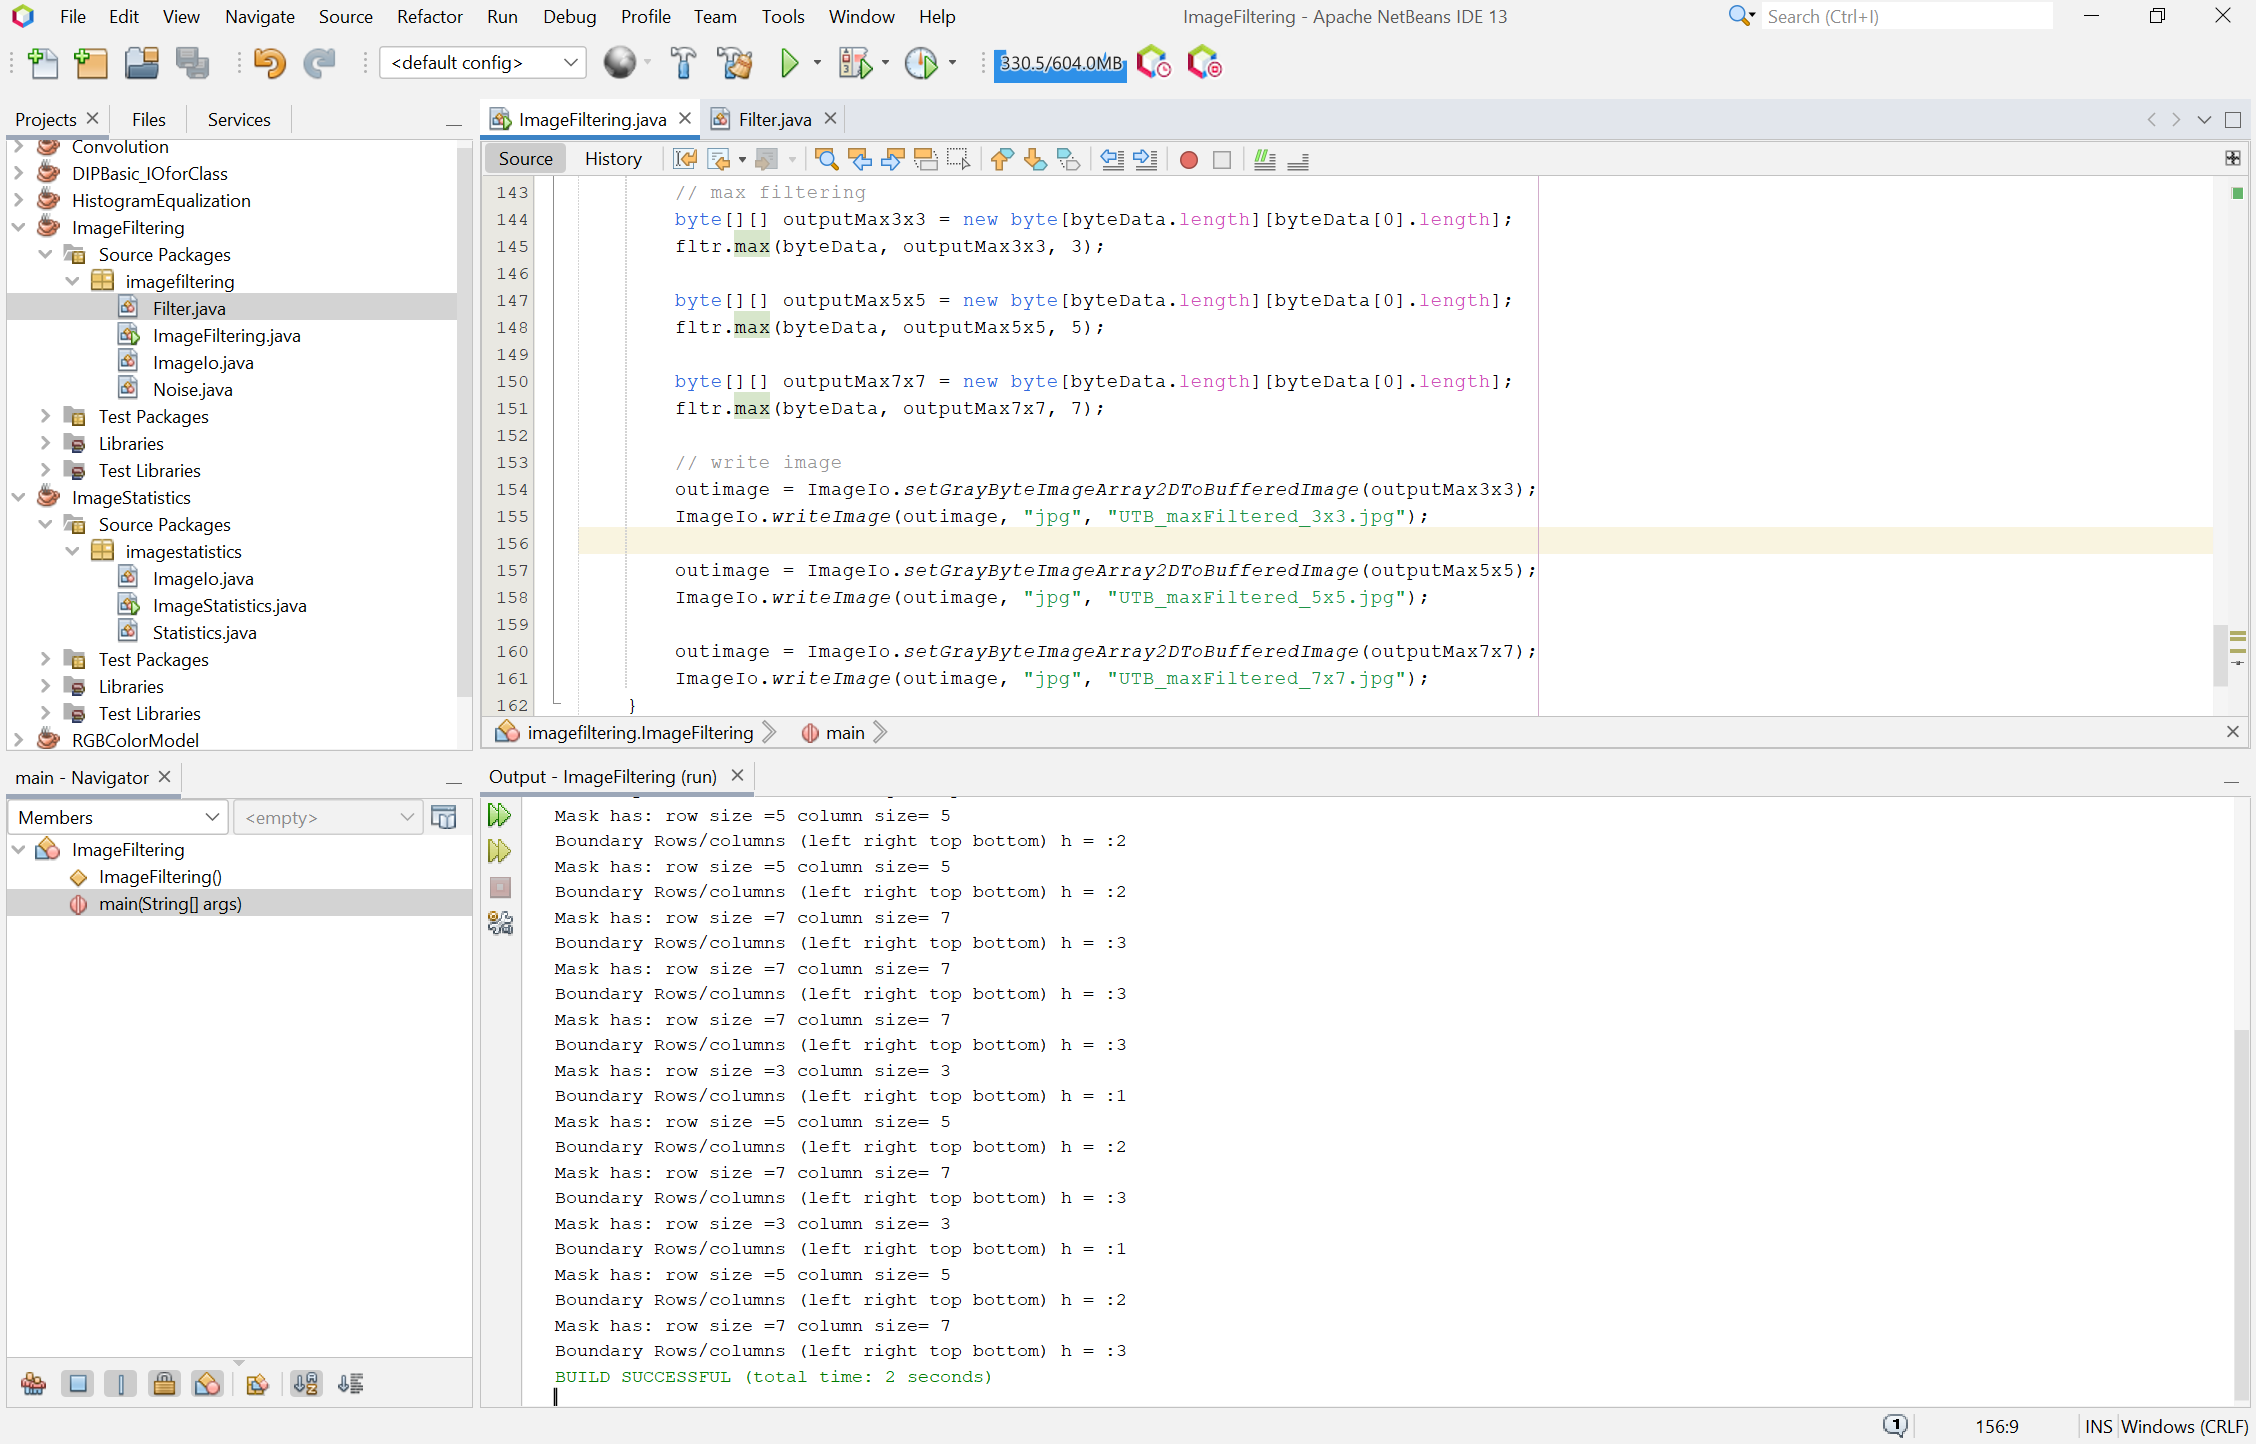 File Edit View Navigate Source Refactor Run Debug Profile Team Tools Window Help
ImageFiltering - Apache NetBeans IDE 13
Search (Ctrl+I)
<default config>
330.5/604.0MB
Projects Files Services
Convolution
DIPBasic_IOforClass
HistogramEqualization
ImageFiltering
Source Packages
imagefiltering
Filter.java
ImageFiltering.java
ImageIo.java
Noise.java
Test Packages
Libraries
Test Libraries
ImageStatistics
Source Packages
imagestatistics
ImageIo.java
ImageStatistics.java
Statistics.java
Test Packages
Libraries
Test Libraries
RGBColorModel
ImageFiltering.java Filter.java
Source History
143 // max filtering
144 byte[][] outputMax3x3 = new byte[byteData.length][byteData[0].length];
145 fltr.max(byteData, outputMax3x3, 3);
146
147 byte[][] outputMax5x5 = new byte[byteData.length][byteData[0].length];
148 fltr.max(byteData, outputMax5x5, 5);
149
150 byte[][] outputMax7x7 = new byte[byteData.length][byteData[0].length];
151 fltr.max(byteData, outputMax7x7, 7);
152
153 // write image
154 outimage = ImageIo.setGrayByteImageArray2DToBufferedImage(outputMax3x3);
155 ImageIo.writeImage(outimage, "jpg", "UTB_maxFiltered_3x3.jpg");
156
157 outimage = ImageIo.setGrayByteImageArray2DToBufferedImage(outputMax5x5);
158 ImageIo.writeImage(outimage, "jpg", "UTB_maxFiltered_5x5.jpg");
159
160 outimage = ImageIo.setGrayByteImageArray2DToBufferedImage(outputMax7x7);
161 ImageIo.writeImage(outimage, "jpg", "UTB_maxFiltered_7x7.jpg");
162 }
imagefiltering.ImageFiltering main
main - Navigator
Members <empty>
ImageFiltering
ImageFiltering()
main(String[] args)
Output - ImageFiltering (run)
Mask has: row size =5 column size= 5
Boundary Rows/columns (left right top bottom) h = :2
Mask has: row size =5 column size= 5
Boundary Rows/columns (left right top bottom) h = :2
Mask has: row size =7 column size= 7
Boundary Rows/columns (left right top bottom) h = :3
Mask has: row size =7 column size= 7
Boundary Rows/columns (left right top bottom) h = :3
Mask has: row size =7 column size= 7
Boundary Rows/columns (left right top bottom) h = :3
Mask has: row size =3 column size= 3
Boundary Rows/columns (left right top bottom) h = :1
Mask has: row size =5 column size= 5
Boundary Rows/columns (left right top bottom) h = :2
Mask has: row size =7 column size= 7
Boundary Rows/columns (left right top bottom) h = :3
Mask has: row size =3 column size= 3
Boundary Rows/columns (left right top bottom) h = :1
Mask has: row size =5 column size= 5
Boundary Rows/columns (left right top bottom) h = :2
Mask has: row size =7 column size= 7
Boundary Rows/columns (left right top bottom) h = :3
BUILD SUCCESSFUL (total time: 2 seconds)
1 156:9 INS Windows (CRLF)